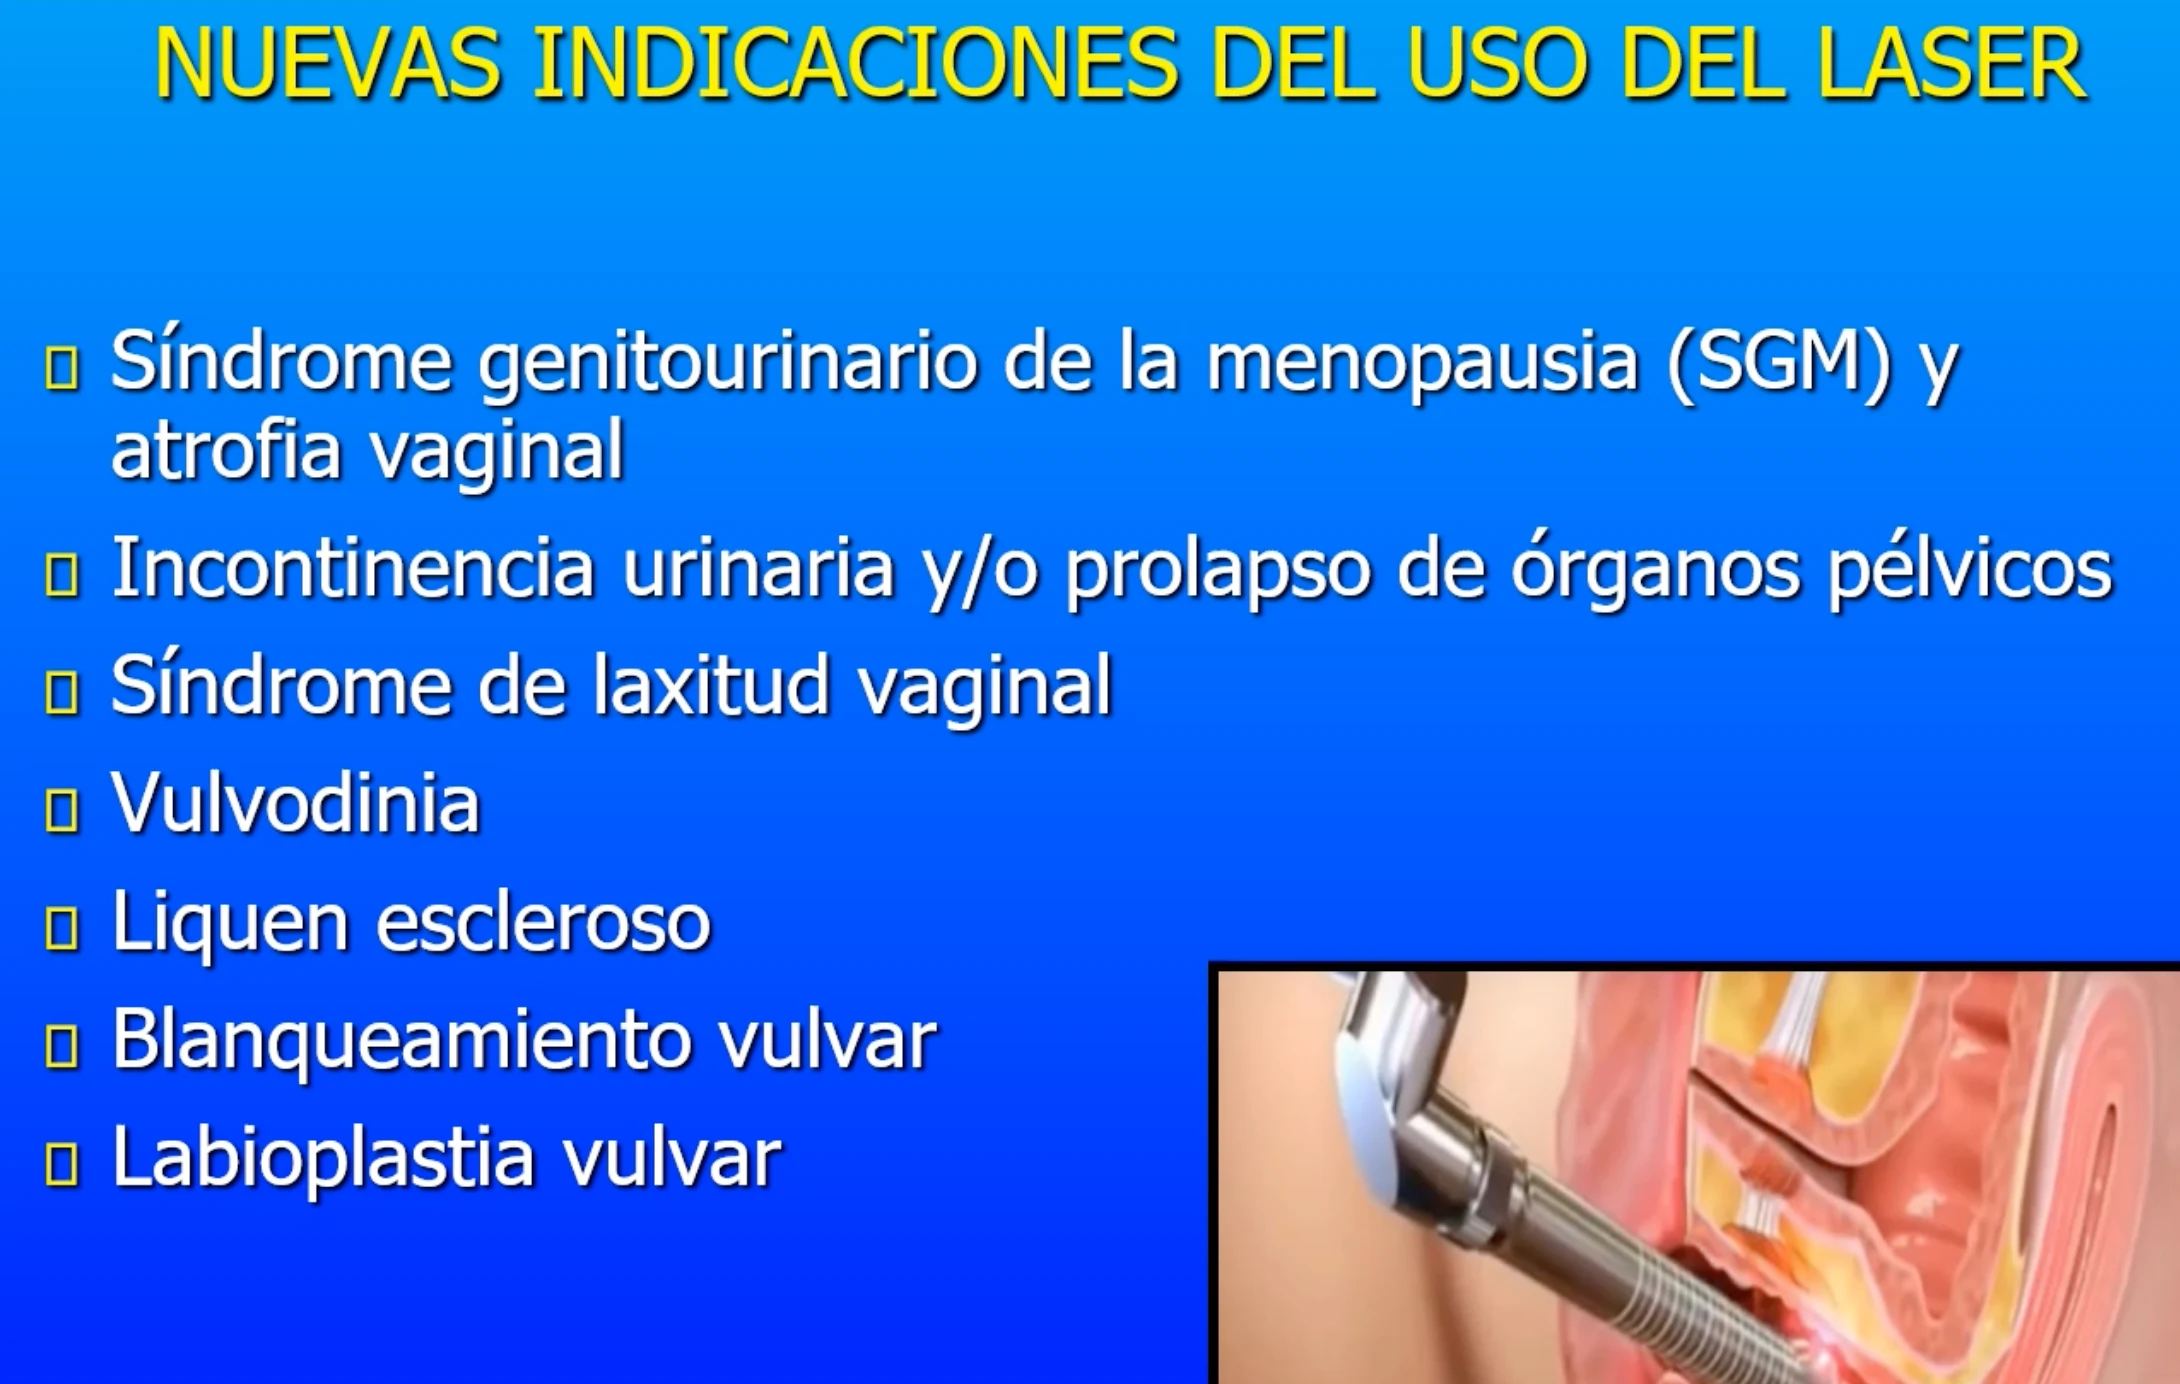 NUEVAS INDICACIONES DEL USO DEL LASER
Síndrome genitourinario de la menopausia (SGM) y
atrofia vaginal
Incontinencia urinaria y/o prolapso de órganos pélvicos
Síndrome de laxitud vaginal
Vulvodinia
Liquen escleroso
Blanqueamiento vulvar
Labioplastia vulvar